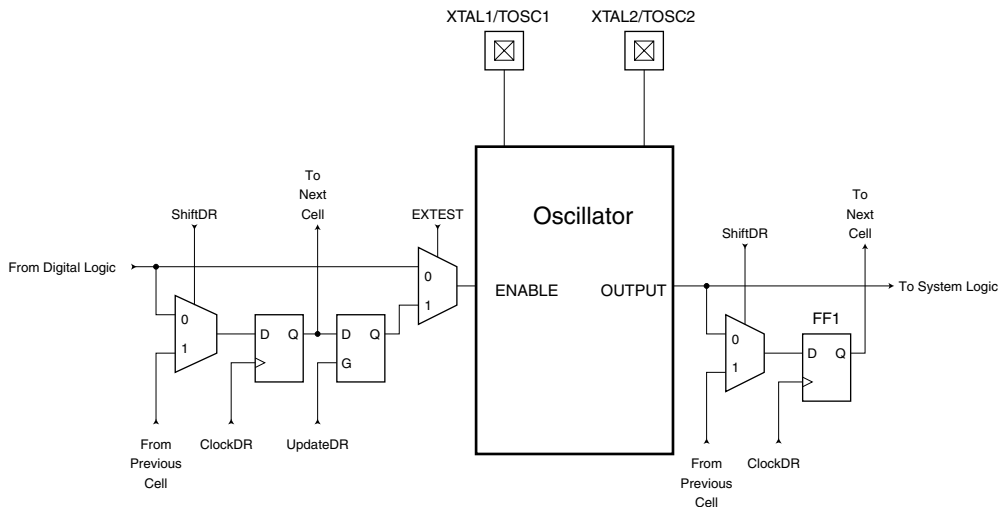 XTAL1/TOSC1
XTAL2/TOSC2
To
Next
Cell
ShiftDR
EXTEST
From Digital Logic
0
1
0
1
D Q
D Q
G
From
Previous
Cell
ClockDR
UpdateDR
Oscillator
ENABLE
OUTPUT
To
Next
Cell
ShiftDR
To System Logic
FF1
0
1
D Q
From
Previous
Cell
ClockDR